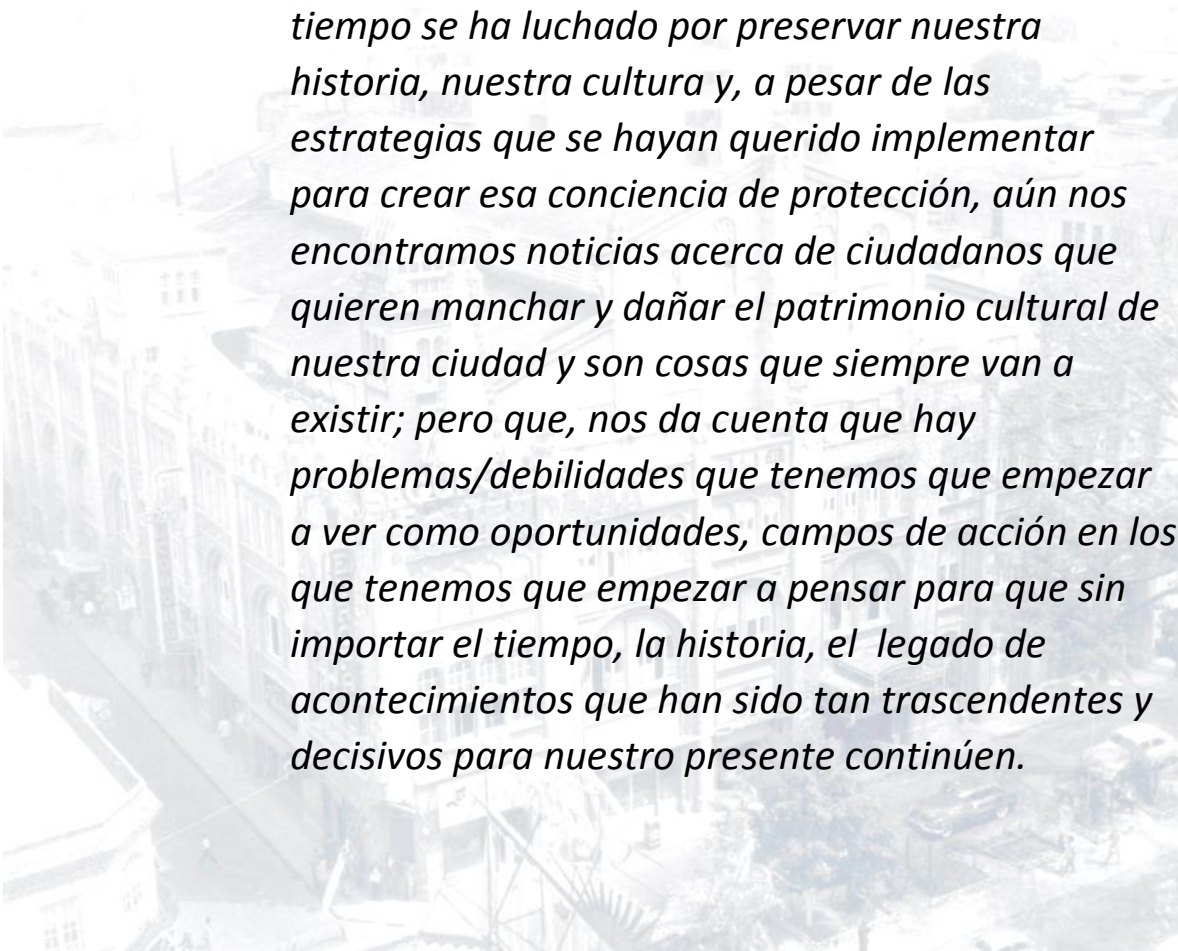 tiempo se ha luchado por preservar nuestra
historia, nuestra cultura y, a pesar de las
estrategias que se hayan querido implementar
para crear esa conciencia de protección, aún nos
encontramos noticias acerca de ciudadanos que
quieren manchar y dañar el patrimonio cultural de
nuestra ciudad y son cosas que siempre van a
existir; pero que, nos da cuenta que hay
problemas/debilidades que tenemos que empezar
a ver como oportunidades, campos de acción en los
que tenemos que empezar a pensar para que sin
importar el tiempo, la historia, el  legado de
acontecimientos que han sido tan trascendentes y
decisivos para nuestro presente continúen.